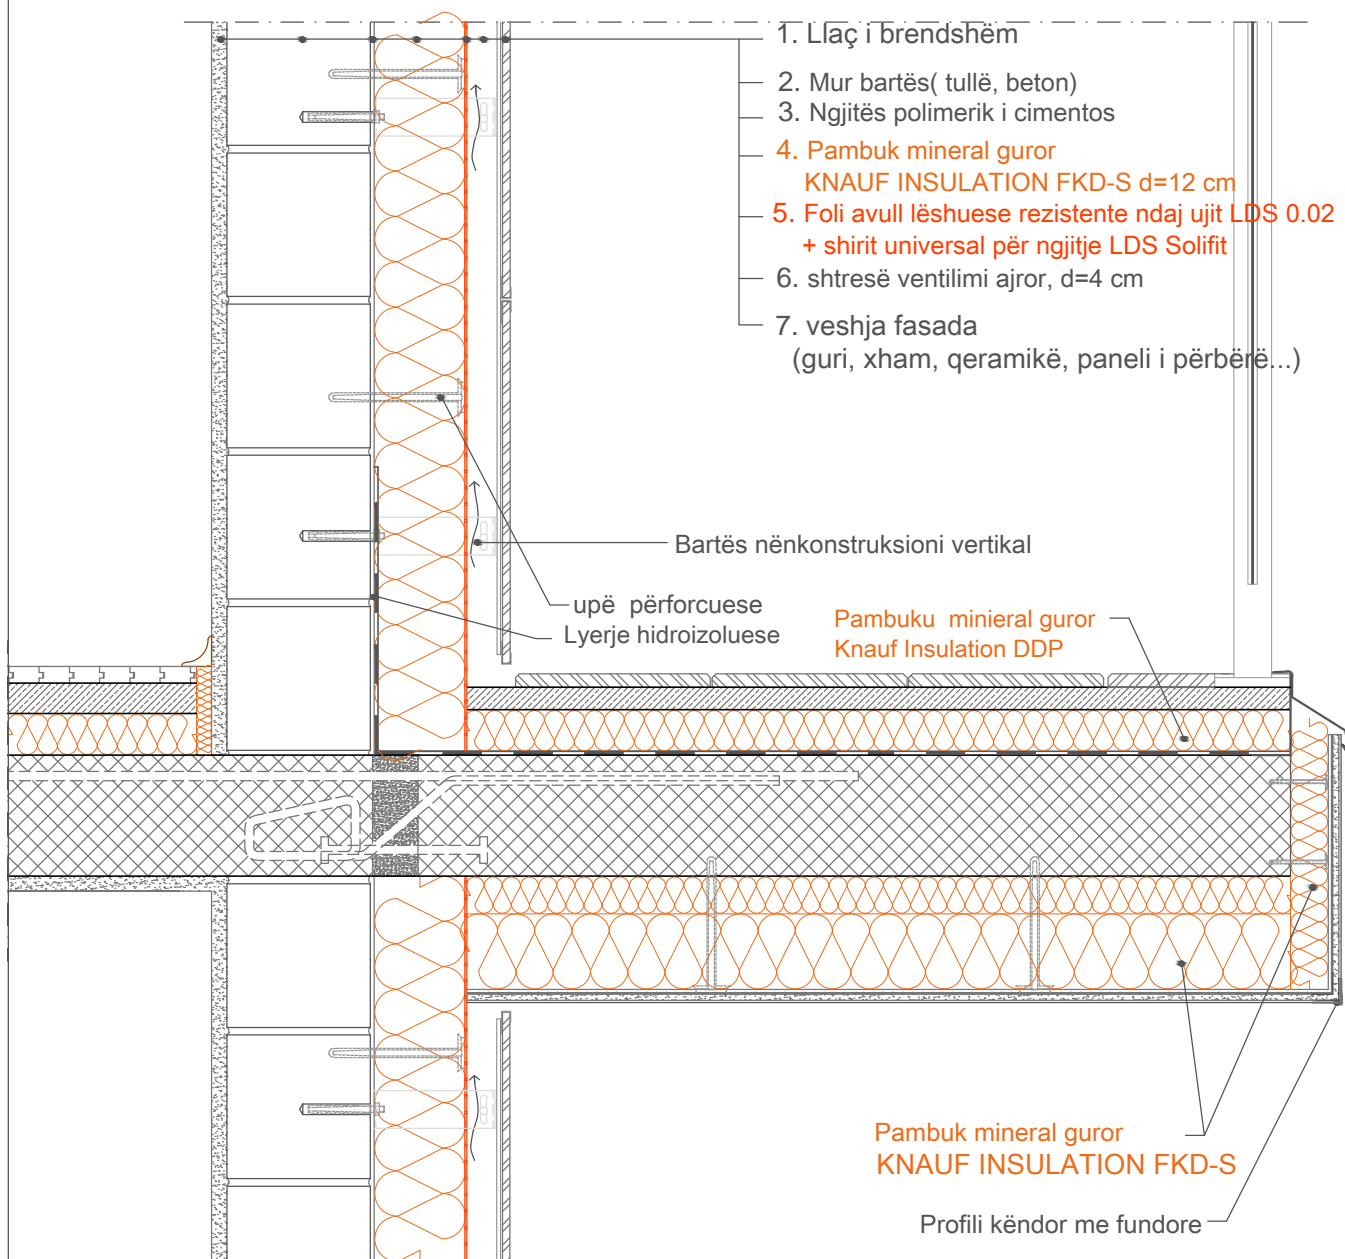 1. Llaç i brendshëm
2. Mur bartës( tullë, beton)
3. Ngjitës polimerik i cimentos
4. Pambuk mineral guror
KNAUF INSULATION FKD-S d=12 cm
5. Foli avull lëshuese rezistente ndaj ujit LDS 0.02
+ shirit universal për ngjitje LDS Solifit
6. shtresë ventilimi ajror, d=4 cm
7. veshja fasada
(guri, xham, qeramikë, paneli i përbërë...)
Bartës nënkonstruksioni vertikal
upë përforcuese
Lyerje hidroizoluese
Pambuku minieral guror
Knauf Insulation DDP
Pambuk mineral guror
KNAUF INSULATION FKD-S
Profili këndor me fundore